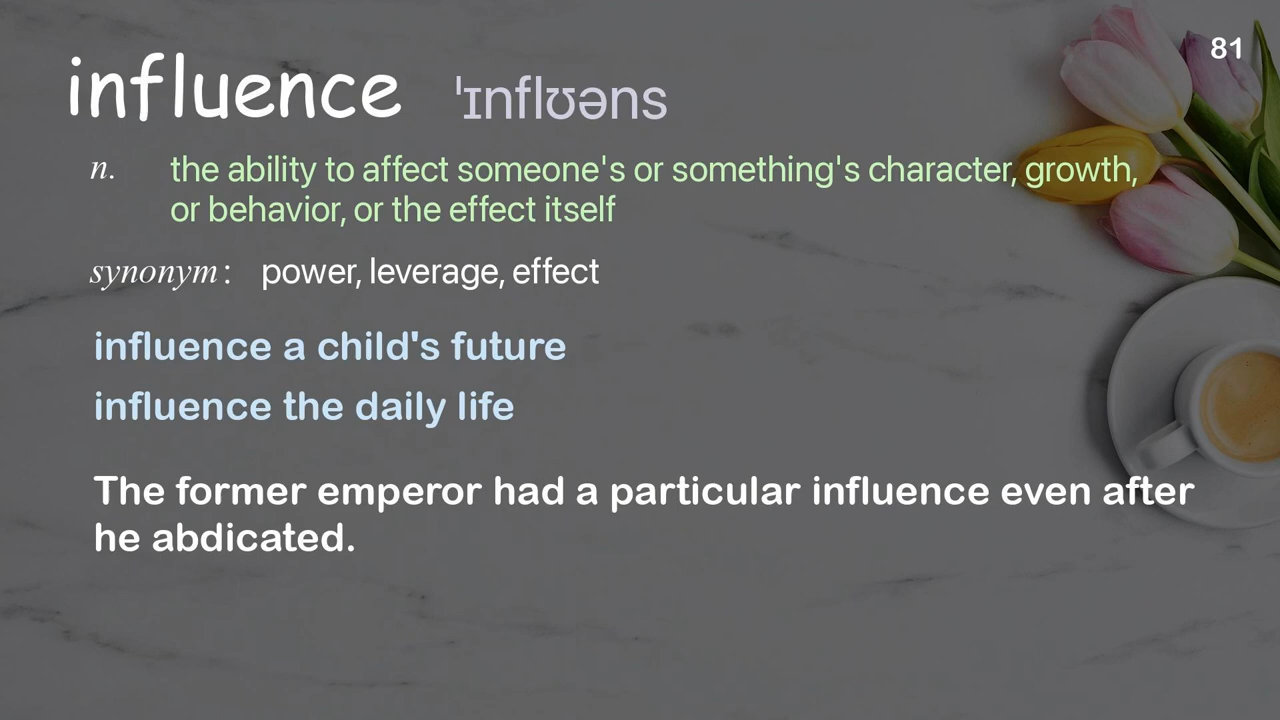 81
influence ˈɪnflʊəns
n. the ability to affect someone's or something's character, growth,
or behavior, or the effect itself
synonym: power, leverage, effect
influence a child's future
influence the daily life
The former emperor had a particular influence even after
he abdicated.